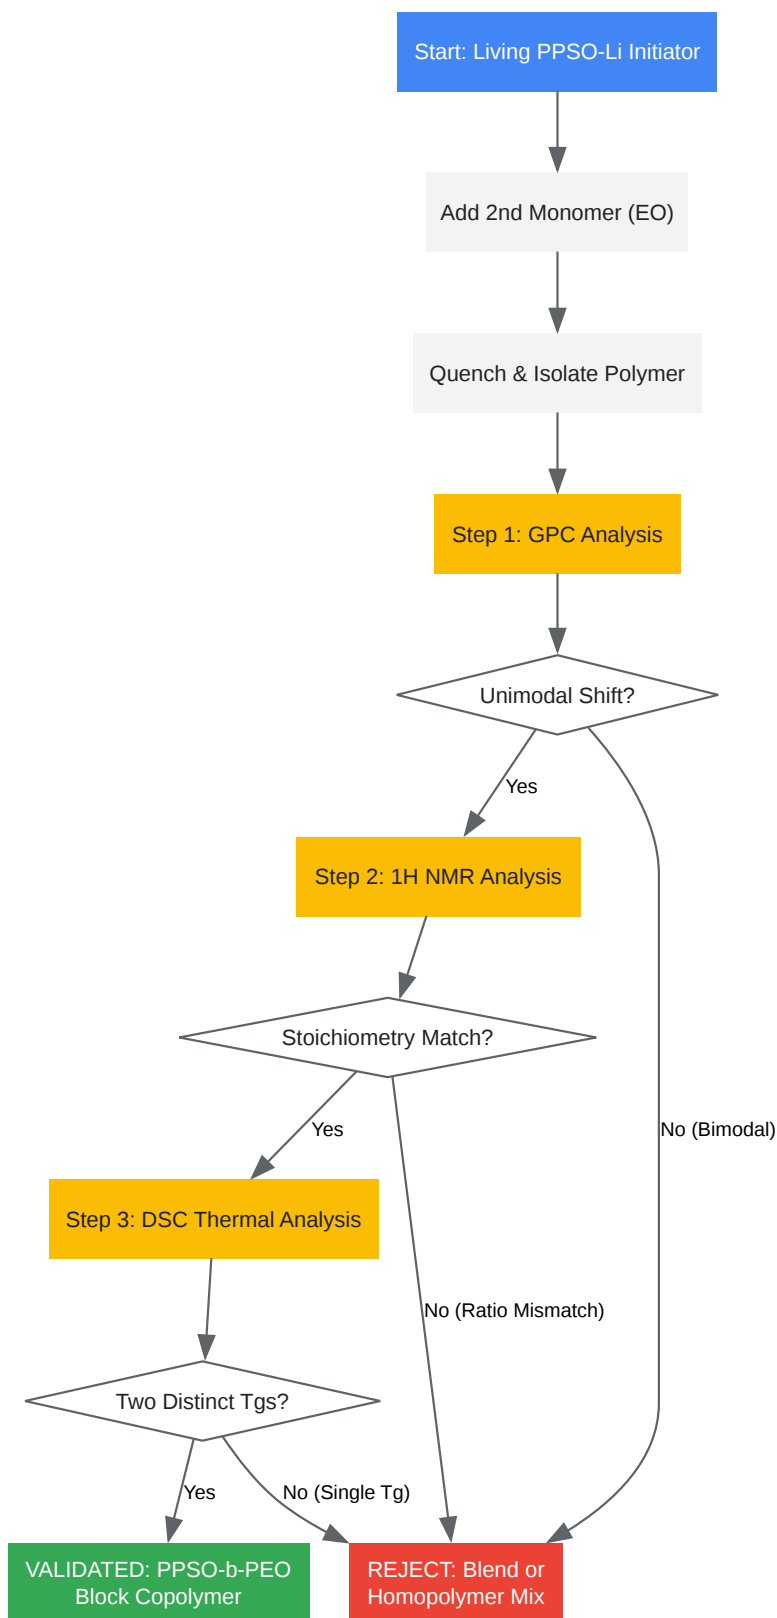 Start: Living PPSO-Li Initiator
Add 2nd Monomer (EO)
Quench & Isolate Polymer
Step 1: GPC Analysis
Unimodal Shift?
Yes
Step 2: 1H NMR Analysis
Stoichiometry Match?
Yes
No (Bimodal)
Step 3: DSC Thermal Analysis
No (Ratio Mismatch)
Two Distinct Tgs?
Yes
No (Single Tg)
VALIDATED: PPSO-b-PEO
Block Copolymer
REJECT: Blend or
Homopolymer Mix